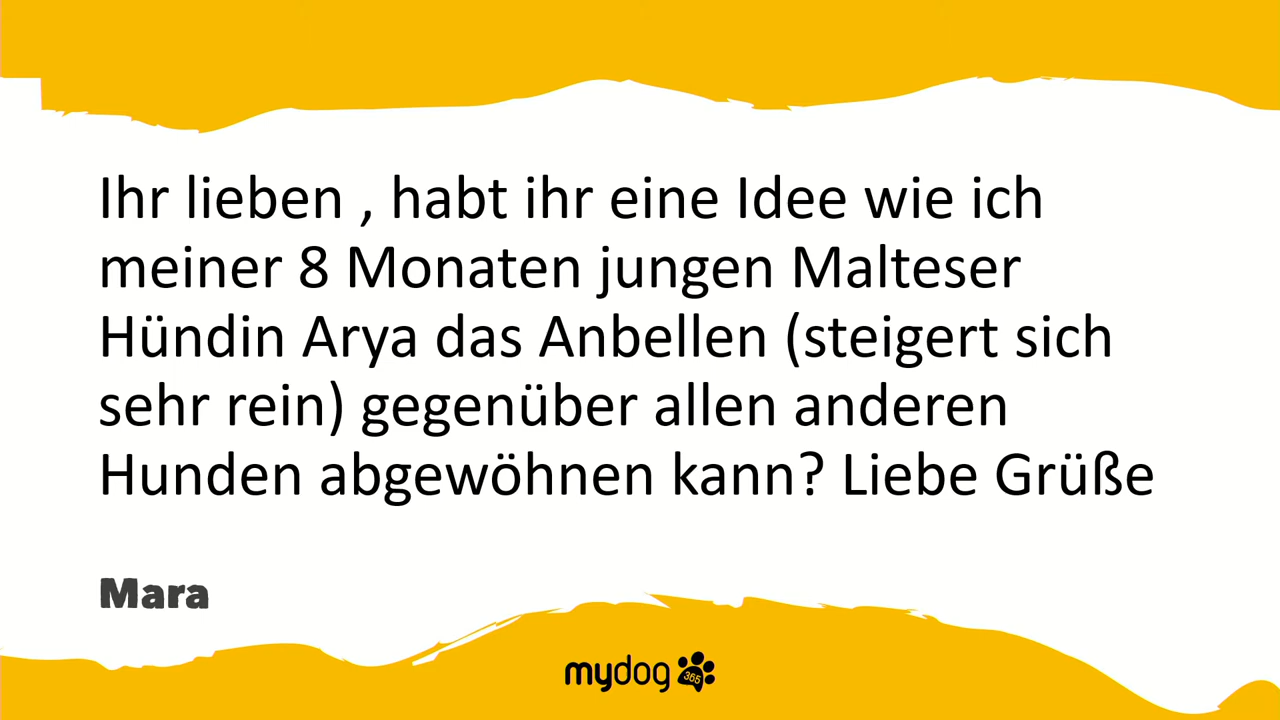 Ihr lieben , habt ihr eine Idee wie ich
meiner 8 Monaten jungen Malteser
Hündin Arya das Anbellen (steigert sich
sehr rein) gegenüber allen anderen
Hunden abgewöhnen kann? Liebe Grüße
Mara
mydog 365